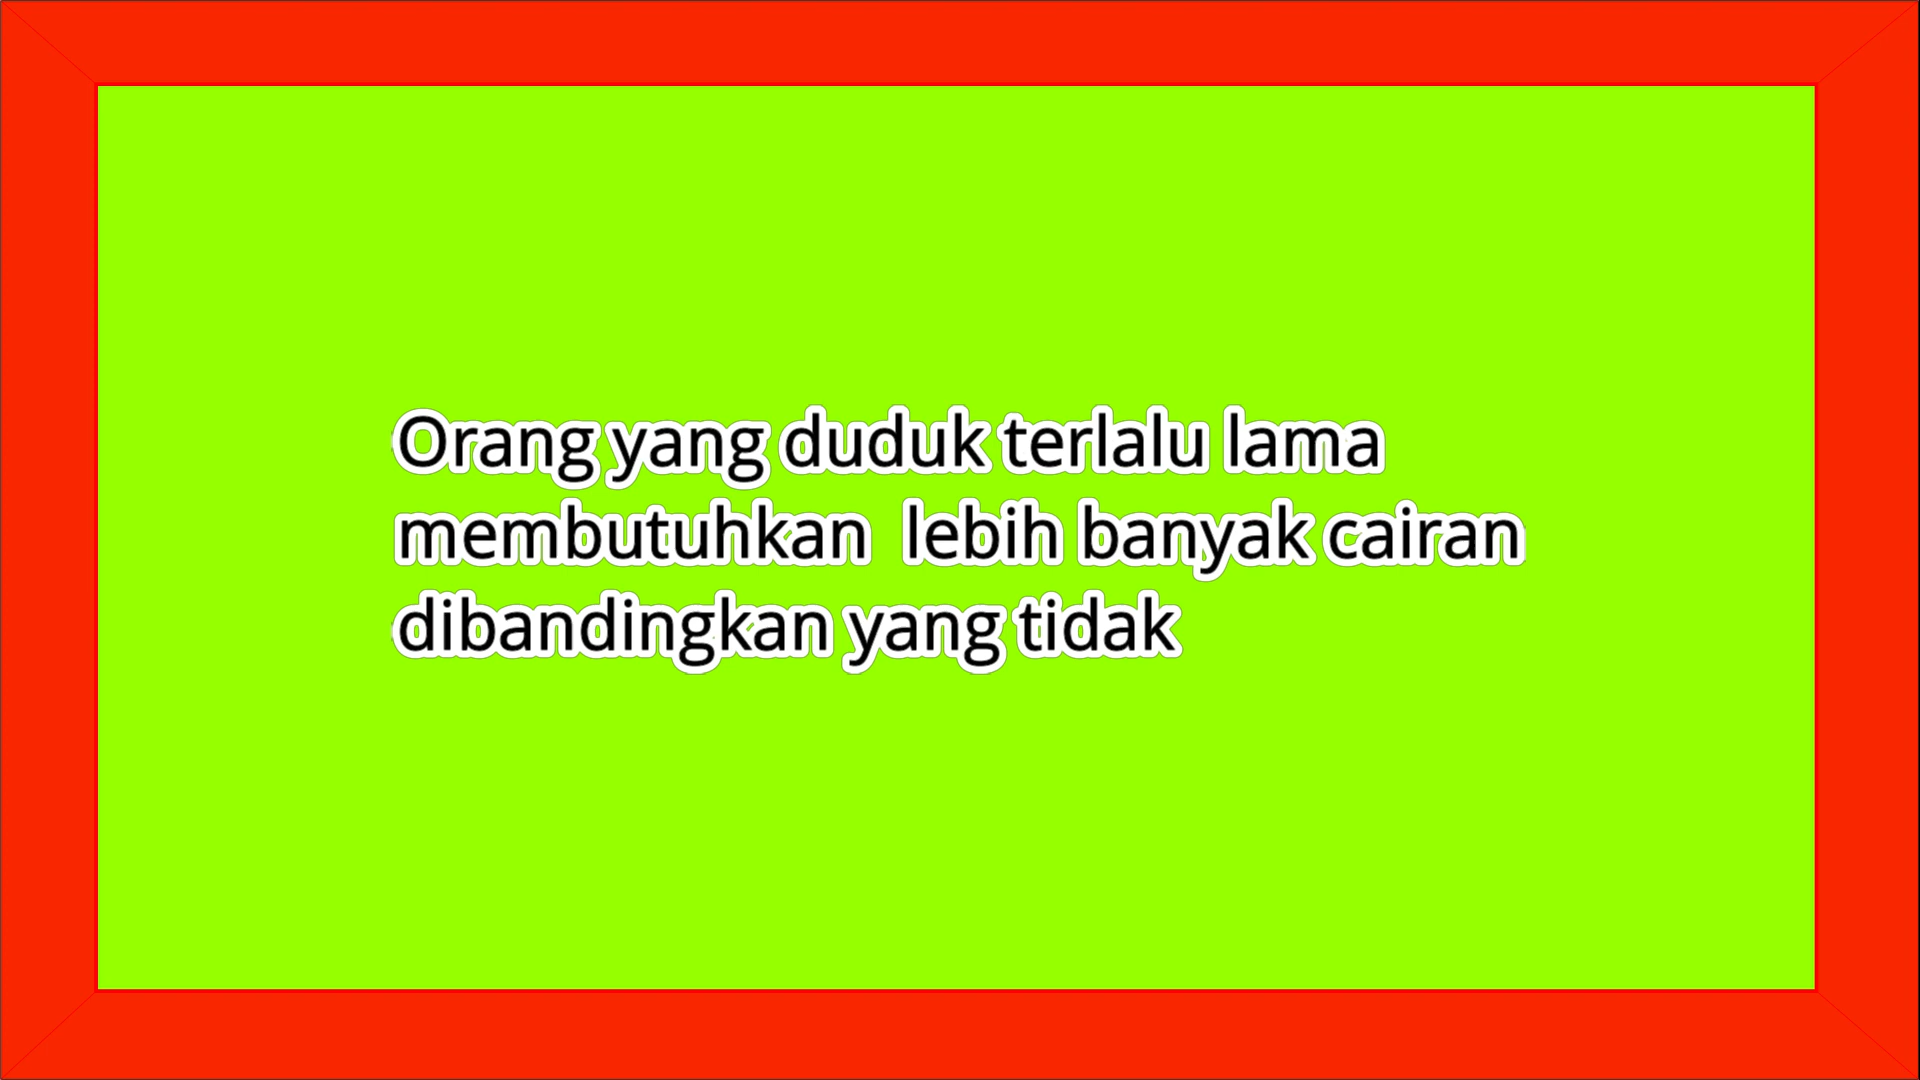 Orang yang duduk terlalu lama
membutuhkan  lebih banyak cairan
dibandingkan yang tidak